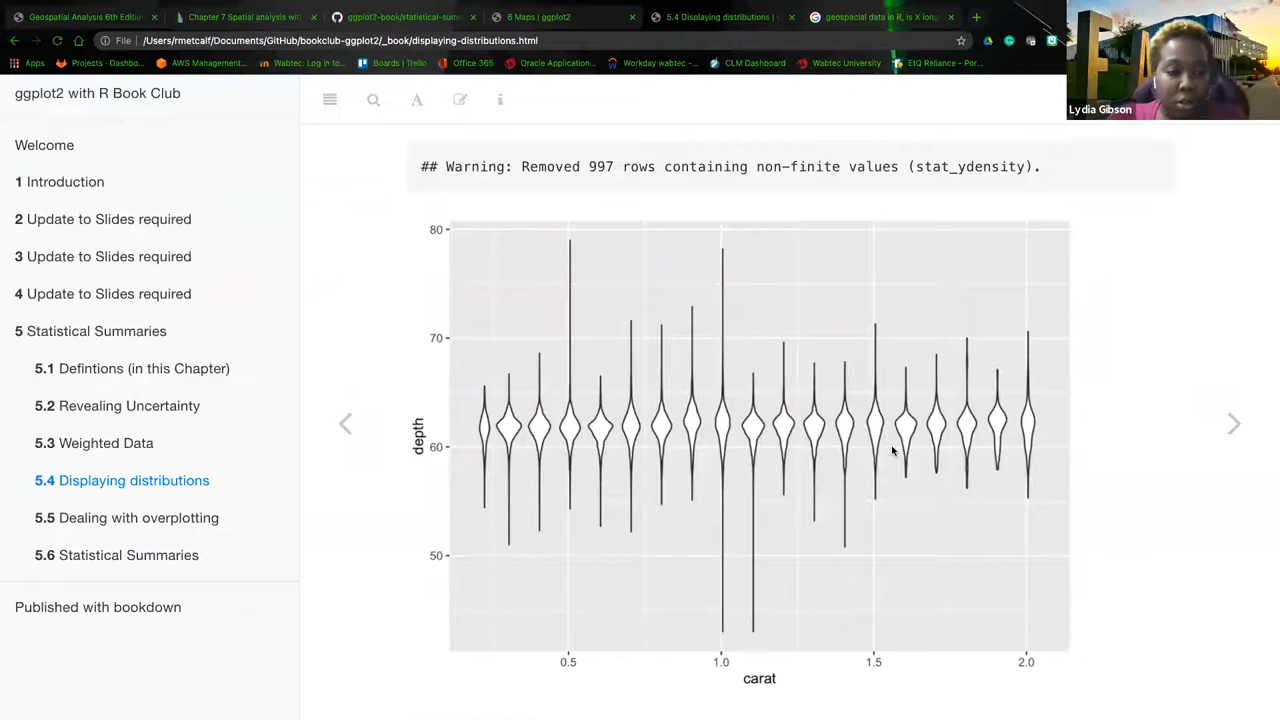 Geospatial Analysis 6th Editio
Chapter 7 Spatial analysis wit
ggplot2-book/statistical-summ
6 Maps | ggplot2
5.4 Displaying distributions |
geospacial data in R, is X long
File
/Users/rmetcalf/Documents/GitHub/bookclub-ggplot2/_book/displaying-distributions.html
Apps
Projects · Dashbo...
AWS Management...
Wabtec: Log in to...
Boards | Trello
Office 365
Oracle Application...
Workday wabtec -...
CLM Dashboard
Wabtec University
EtQ Reliance - Por...
Lydia Gibson
ggplot2 with R Book Club
Welcome
1 Introduction
2 Update to Slides required
3 Update to Slides required
4 Update to Slides required
5 Statistical Summaries
5.1 Defintions (in this Chapter)
5.2 Revealing Uncertainty
5.3 Weighted Data
5.4 Displaying distributions
5.5 Dealing with overplotting
5.6 Statistical Summaries
Published with bookdown
## Warning: Removed 997 rows containing non-finite values (stat_ydensity).
80
70
60
50
depth
0.5
1.0
1.5
2.0
carat